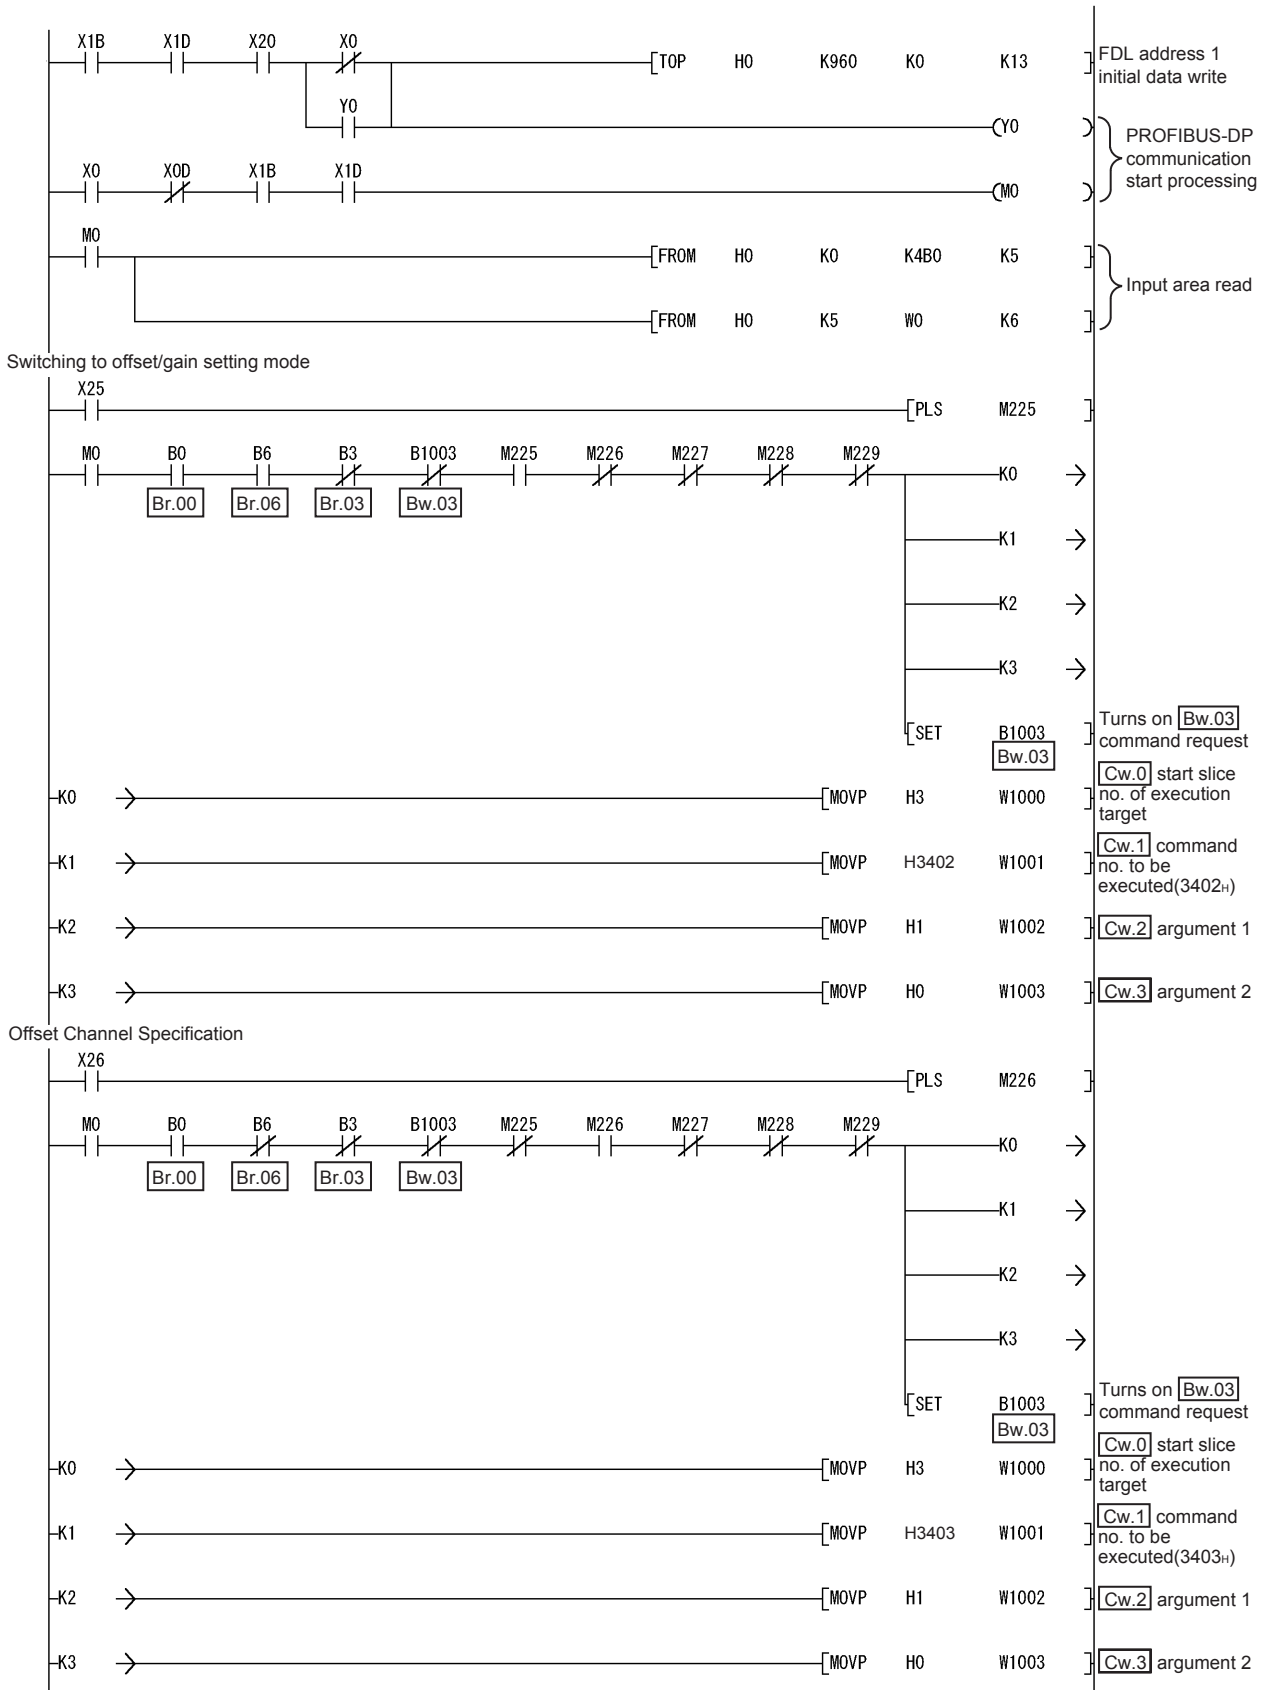 X1B X1D X20 X0
[TOP H0 K960 K0 K13 ]
FDL address 1
initial data write
Y0
(Y0 )
PROFIBUS-DP
communication
start processing
X0 X0D X1B X1D
(M0 )
M0
[FROM H0 K0 K4B0 K5 ]
Input area read
[FROM H0 K5 W0 K6 ]
Switching to offset/gain setting mode
X25
[PLS M225 ]
M0 B0 B6 B3 B1003 M225 M226 M227 M228 M229
K0
Br.00 Br.06 Br.03 Bw.03
K1
K2
K3
[SET B1003 ]
Bw.03
Turns on Bw.03
command request
K0
[MOVP H3 W1000 ]
Cw.0 start slice
no. of execution
target
K1
[MOVP H3402 W1001 ]
Cw.1 command
no. to be
executed(3402H)
K2
[MOVP H1 W1002 ]
Cw.2 argument 1
K3
[MOVP H0 W1003 ]
Cw.3 argument 2
Offset Channel Specification
X26
[PLS M226 ]
M0 B0 B6 B3 B1003 M225 M226 M227 M228 M229
K0
Br.00 Br.06 Br.03 Bw.03
K1
K2
K3
[SET B1003 ]
Bw.03
Turns on Bw.03
command request
K0
[MOVP H3 W1000 ]
Cw.0 start slice
no. of execution
target
K1
[MOVP H3403 W1001 ]
Cw.1 command
no. to be
executed(3403H)
K2
[MOVP H1 W1002 ]
Cw.2 argument 1
K3
[MOVP H0 W1003 ]
Cw.3 argument 2